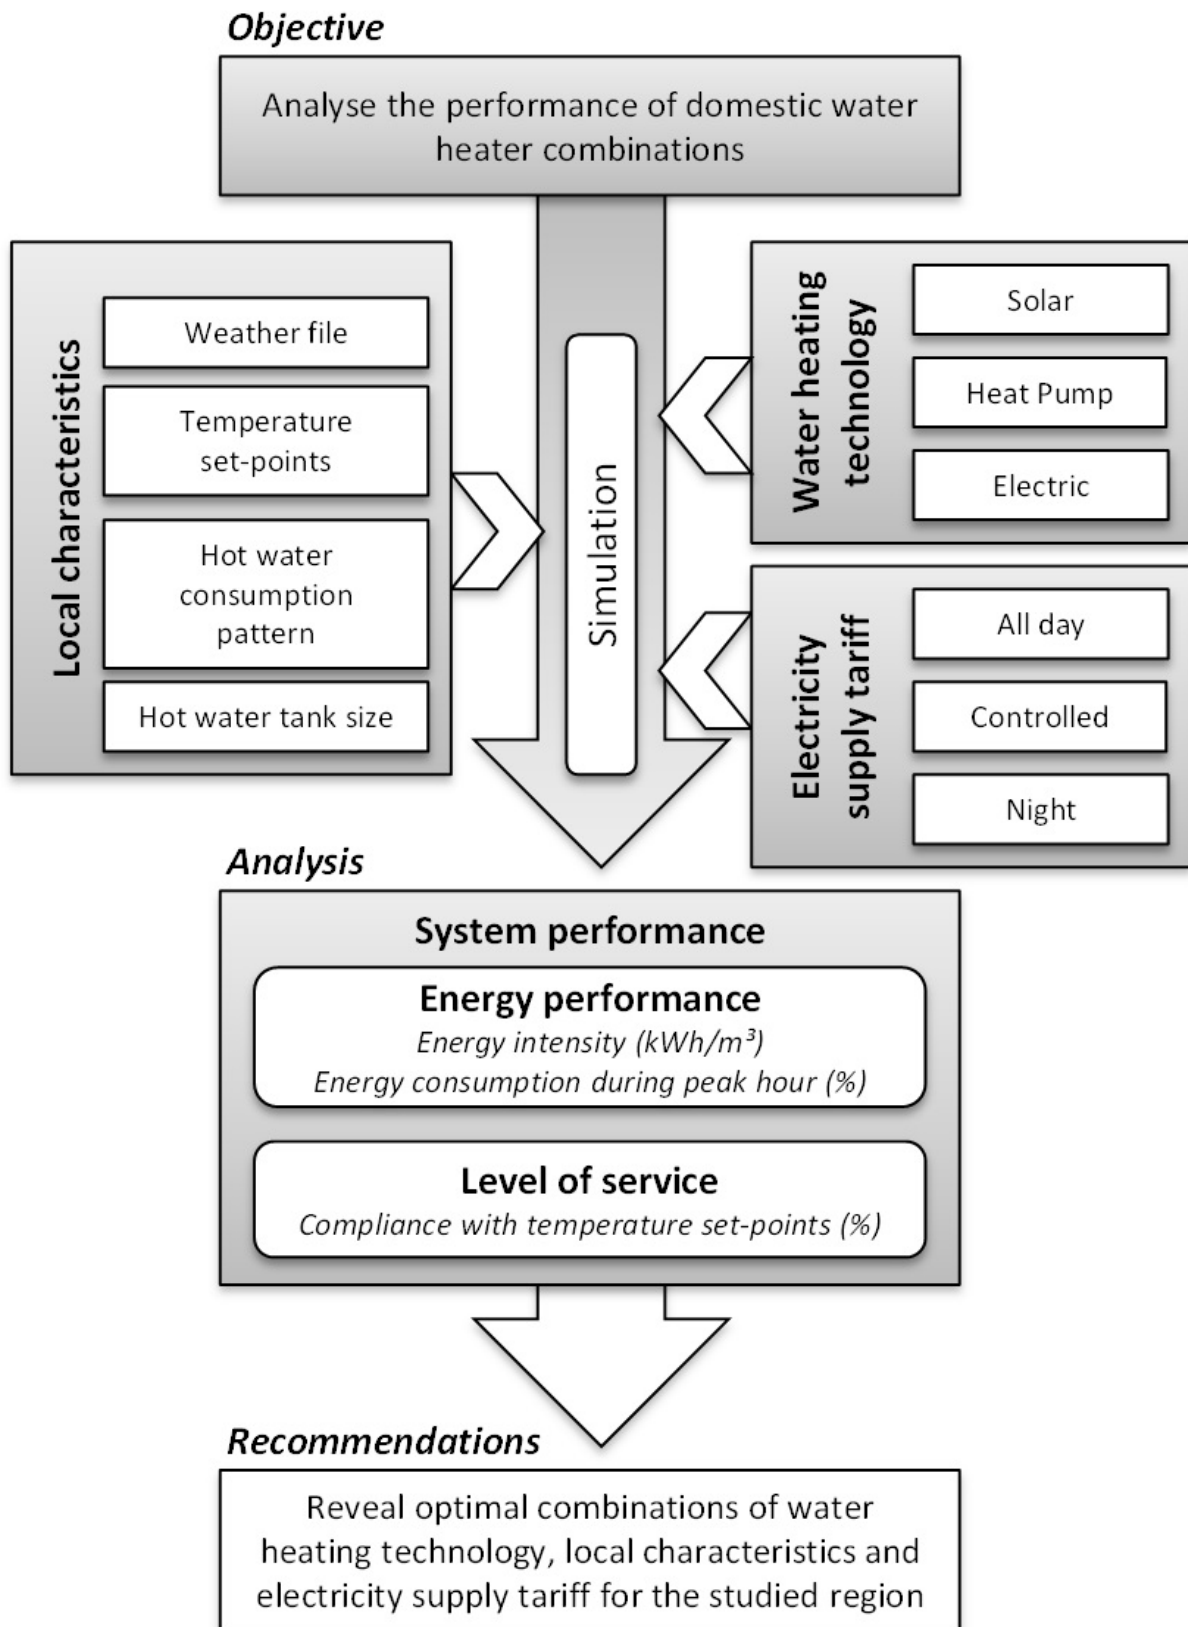 Objective
Analyse the performance of domestic water
heater combinations
Local characteristics
Weather file
Temperature
set-points
Hot water
consumption
pattern
Hot water tank size
Simulation
Water heating
technology
Solar
Heat Pump
Electric
Electricity
supply tariff
All day
Controlled
Night
Analysis
System performance
Energy performance
Energy intensity (kWh/m³)
Energy consumption during peak hour (%)
Level of service
Compliance with temperature set-points (%)
Recommendations
Reveal optimal combinations of water
heating technology, local characteristics and
electricity supply tariff for the studied region